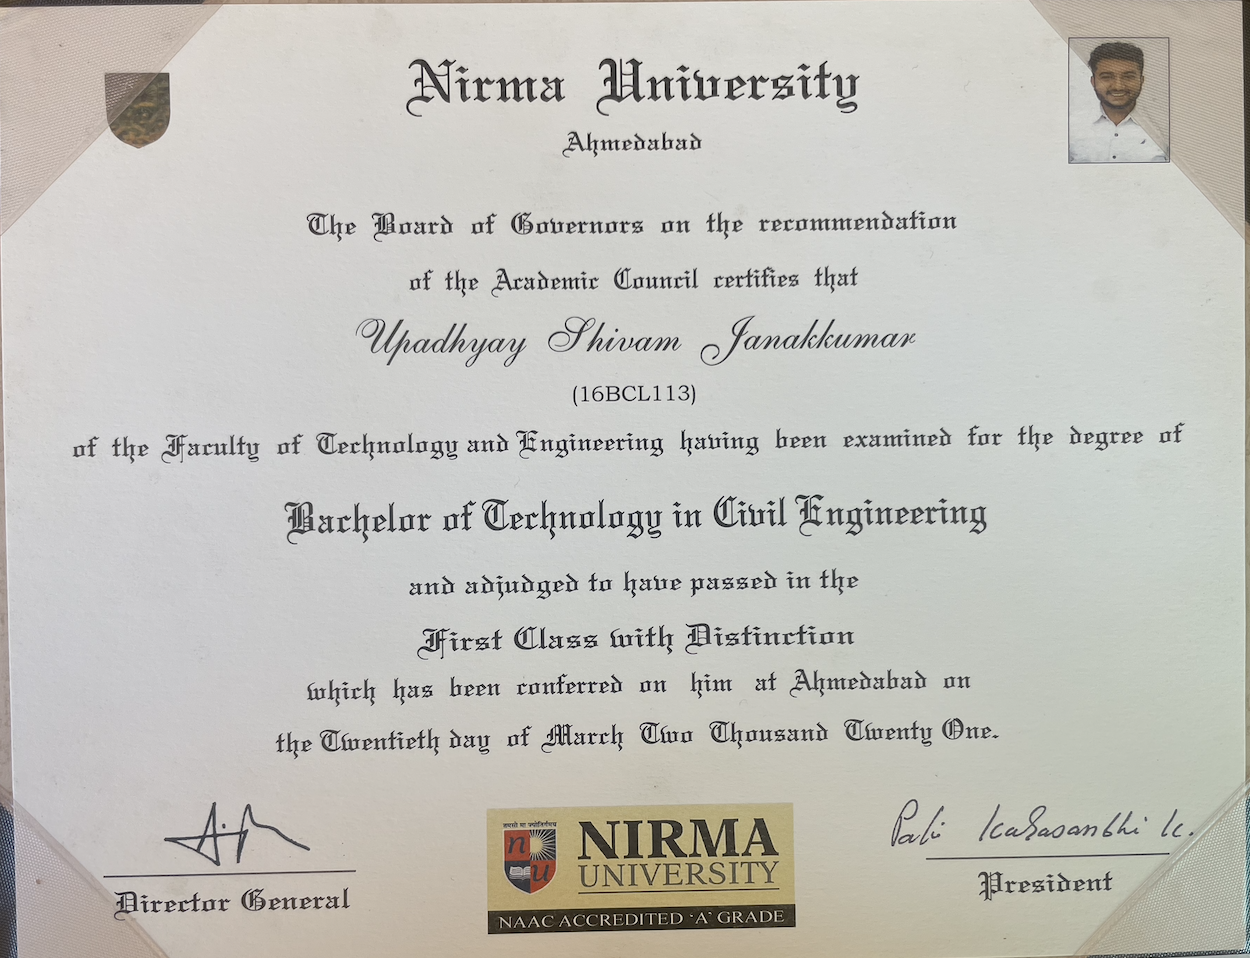 Nirma University
Ahmedabad
The Board of Governors on the recommendation
of the Academic Council certifies that
Upadhyay Shivam Janakkumar
(16BCL113)
of the Faculty of Technology and Engineering having been examined for the degree of
Bachelor of Technology in Civil Engineering
and adjudged to have passed in the
First Class with Distinction
which has been conferred on him at Ahmedabad on
the Twentieth day of March Two Thousand Twenty One.
Director General
तमसो मा ज्योतिर्गमय
nu
NIRMA
UNIVERSITY
NAAC ACCREDITED 'A' GRADE
President